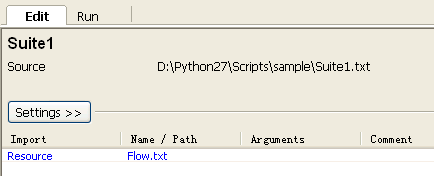 Edit Run
Suite1
Source D:\Python27\Scripts\sample\Suite1.txt
Settings >>
Import Name / Path Arguments Comment
Resource Flow.txt